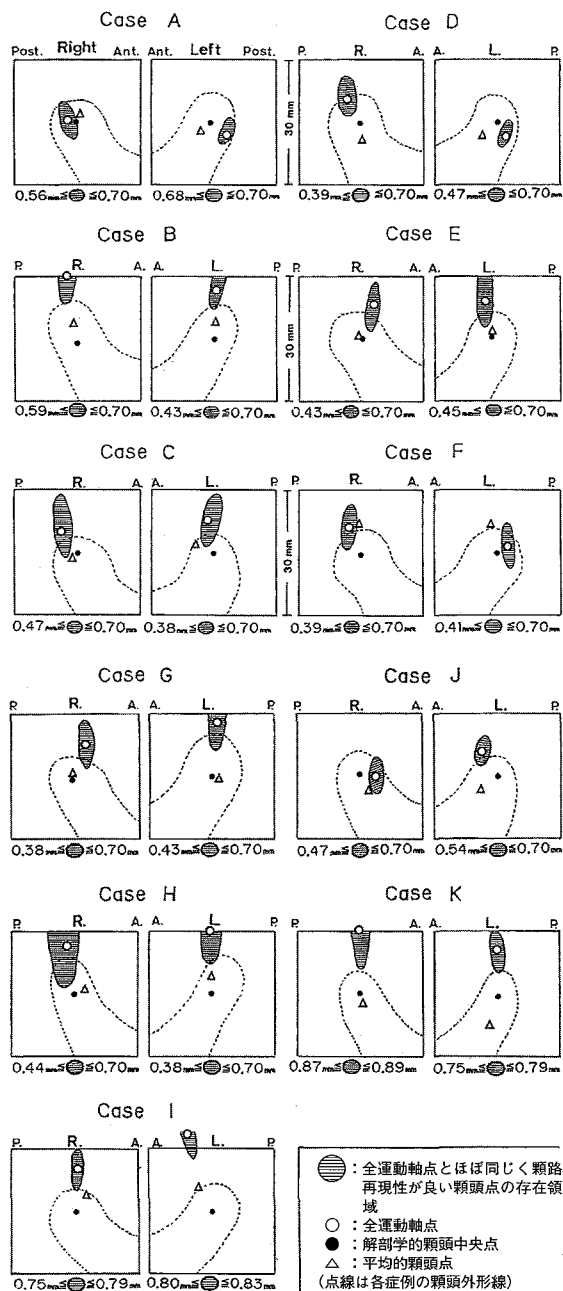 Case A
Post. Right Ant. Ant. Left Post.
0.56mm≦ ≦0.70mm 0.68mm≦ ≦0.70mm
Case D
P. R. A. A. L. P.
30 mm
0.39mm≦ ≦0.70mm 0.47mm≦ ≦0.70mm
Case B
P. R. A. A. L. P.
0.59mm≦ ≦0.70mm 0.43mm≦ ≦0.70mm
Case E
P. R. A. A. L. P.
30 mm
0.43mm≦ ≦0.70mm 0.45mm≦ ≦0.70mm
Case C
P. R. A. A. L. P.
0.47mm≦ ≦0.70mm 0.38mm≦ ≦0.70mm
Case F
P. R. A. A. L. P.
30 mm
0.39mm≦ ≦0.70mm 0.41mm≦ ≦0.70mm
Case G
P. R. A. A. L. P.
0.38mm≦ ≦0.70mm 0.43mm≦ ≦0.70mm
Case J
P. R. A. A. L. P.
0.47mm≦ ≦0.70mm 0.54mm≦ ≦0.70mm
Case H
P. R. A. A. L. P.
0.44mm≦ ≦0.70mm 0.38mm≦ ≦0.70mm
Case K
P. R. A. A. L. P.
0.87mm≦ ≦0.89mm 0.75mm≦ ≦0.79mm
Case I
P. R. A. A. L. P.
0.75mm≦ ≦0.79mm 0.80mm≦ ≦0.83mm
：全運動軸点とほぼ同じく顆路
再現性が良い顆頭点の存在領
域
○：全運動軸点
●：解剖学的顆頭中央点
△：平均的顆頭点
(点線は各症例の顆頭外形線)